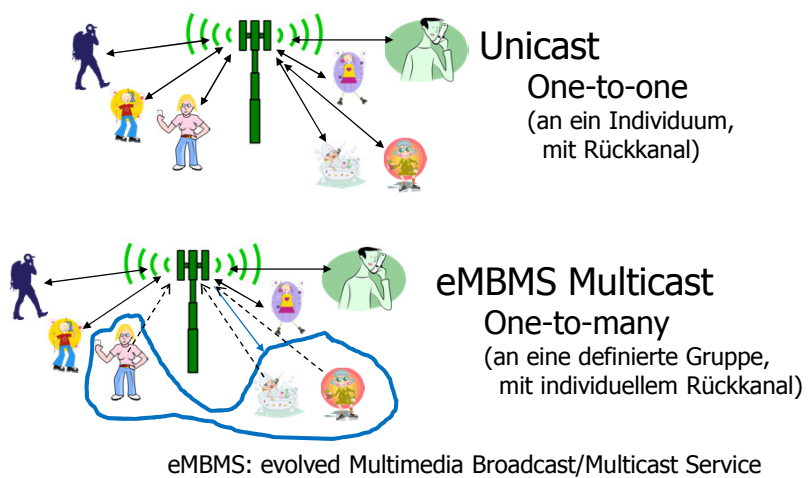 Unicast
One-to-one
(an ein Individuum,
mit Rückkanal)
eMBMS Multicast
One-to-many
(an eine definierte Gruppe,
mit individuellem Rückkanal)
eMBMS: evolved Multimedia Broadcast/Multicast Service